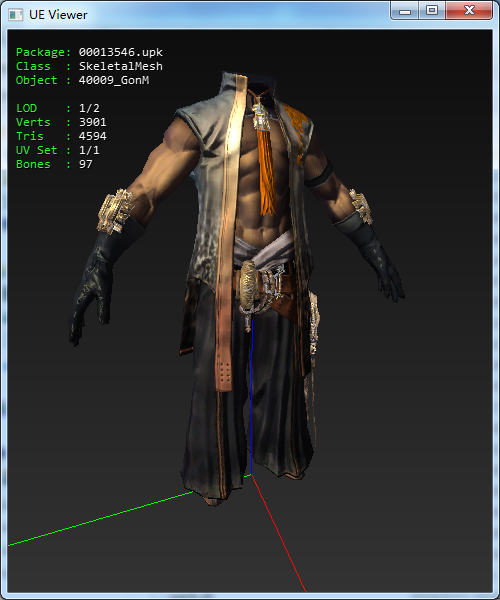 UE Viewer
Package: 00013546.upk
Class : SkeletalMesh
Object : 40009_GonM
LOD : 1/2
Verts : 3901
Tris : 4594
UV Set : 1/1
Bones : 97